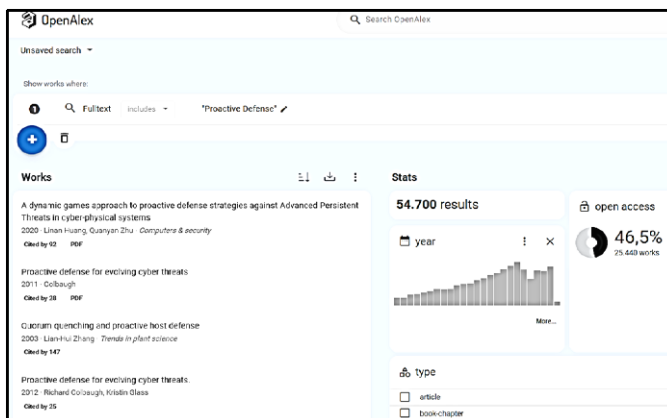 OpenAlex
Search OpenAlex
Unsaved search
Show works where:
1 Fulltext includes "Proactive Defense"
Works
A dynamic games approach to proactive defense strategies against Advanced Persistent
Threats in cyber-physical systems
2020 · Linan Huang, Quanyan Zhu · Computers & security
Cited by 92 PDF
Proactive defense for evolving cyber threats
2011 · Colbaugh
Cited by 28 PDF
Quorum quenching and proactive host defense
2003 · Lian-Hui Zhang · Trends in plant science
Cited by 147
Proactive defense for evolving cyber threats
2012 · Richard Colbaugh, Kristin Glass
Cited by 25
Stats
54.700 results
year
More...
type
article
book-chapter
open access
46,5%
25.440 works